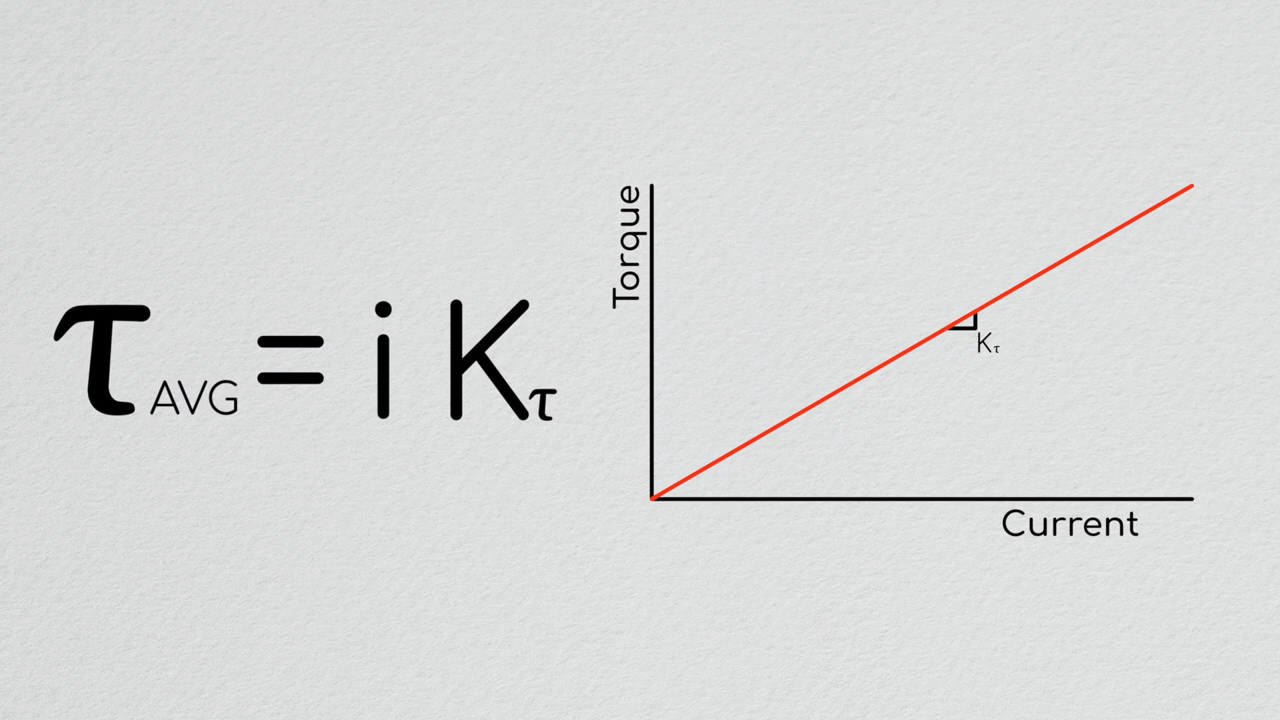 τAVG = i Kτ
Torque
Kτ
Current